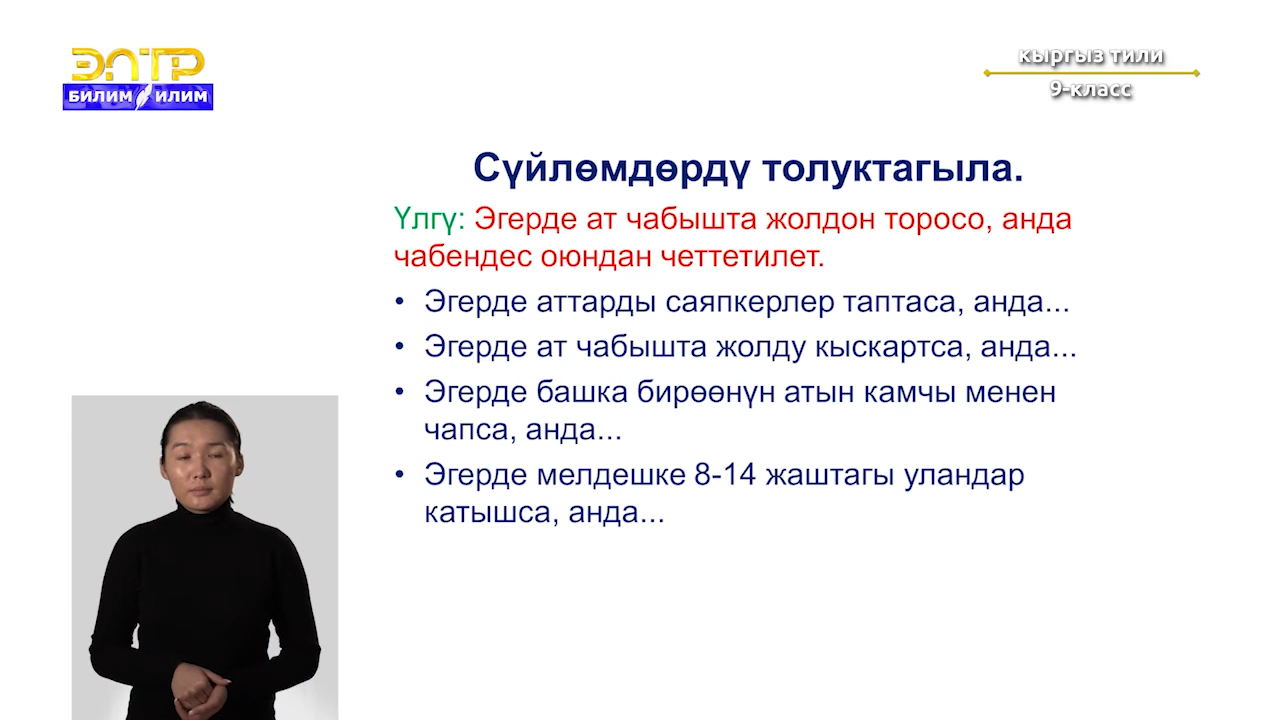 ЭЛТР
БИЛИМ ИЛИМ
кыргыз тили
9-класс
Сүйлөмдөрдү толуктагыла.
Үлгү: Эгерде ат чабышта жолдон торосо, анда
чабендес оюндан четтетилет.
• Эгерде аттарды саяпкерлер таптаса, анда...
• Эгерде ат чабышта жолду кыскартса, анда...
• Эгерде башка бирөөнүн атын камчы менен
чапса, анда...
• Эгерде мелдешке 8-14 жаштагы уландар
катышса, анда...